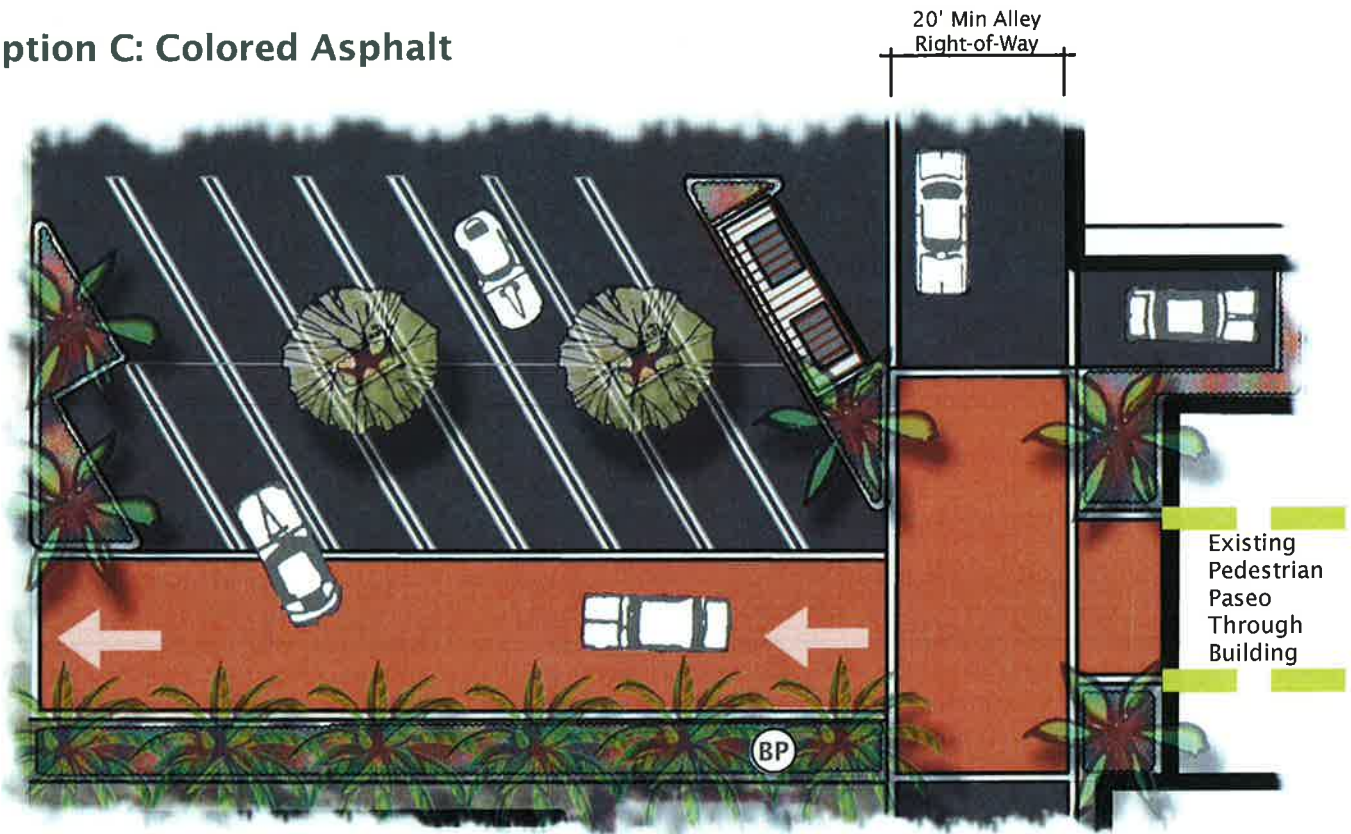 ption C: Colored Asphalt
20' Min Alley
Right-of-Way
Existing
Pedestrian
Paseo
Through
Building
BP